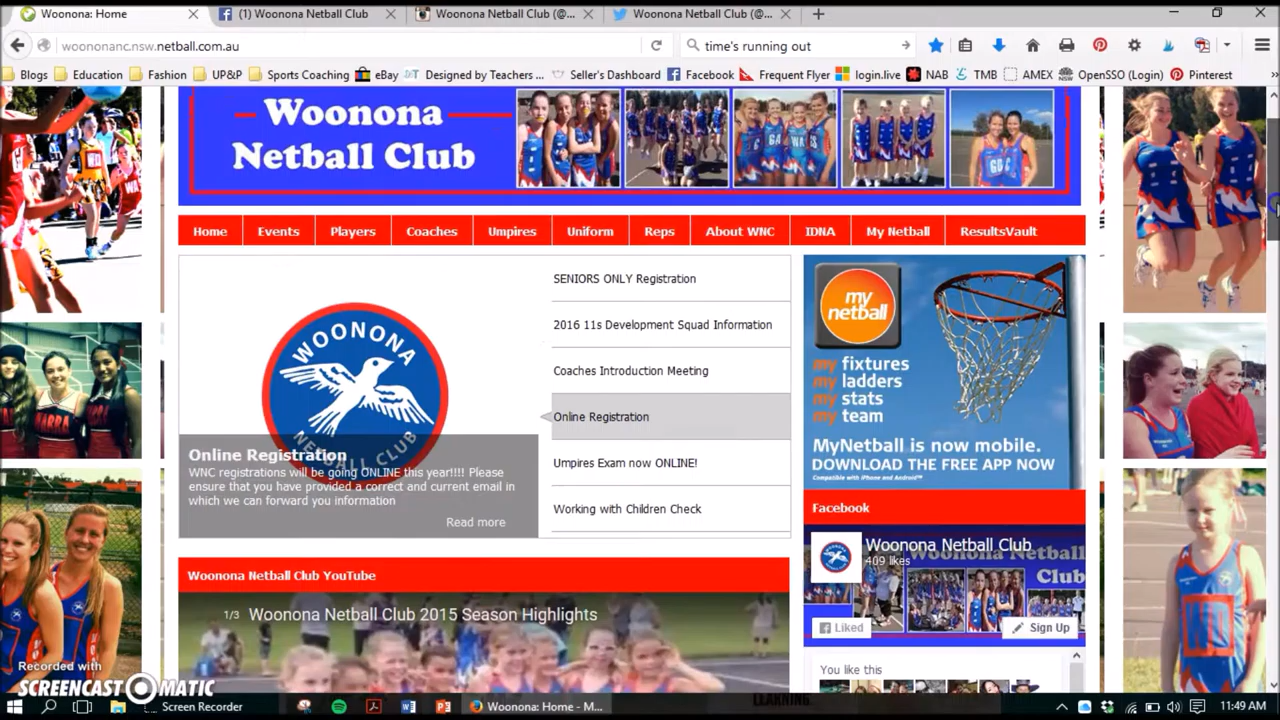 Woonona: Home
(1) Woonona Netball Club
Woonona Netball Club (@...
Woonona Netball Club (@...
woononanc.nsw.netball.com.au
time's running out
Blogs
Education
Fashion
UP&P
Sports Coaching
eBay
Designed by Teachers ...
Seller's Dashboard
Facebook
Frequent Flyer
login.live
NAB
TMB
AMEX
OpenSSO (Login)
Pinterest
Woonona
Netball Club
Home
Events
Players
Coaches
Umpires
Uniform
Reps
About WNC
IDNA
My Netball
ResultsVault
WOONONA
NETBALL CLUB
Online Registration
WNC registrations will be going ONLINE this year!!!! Please
ensure that you have provided a correct and current email in
which we can forward you information
Read more
SENIORS ONLY Registration
2016 11s Development Squad Information
Coaches Introduction Meeting
Online Registration
Umpires Exam now ONLINE!
Working with Children Check
my
netball
my fixtures
my ladders
my stats
my team
MyNetball is now mobile.
DOWNLOAD THE FREE APP NOW
Compatible with iPhone and Android™
Facebook
Woonona Netball Club
409 likes
Liked
Sign Up
You like this
Woonona Netball Club YouTube
1/3 Woonona Netball Club 2015 Season Highlights
Recorded with
SCREENCAST-O-MATIC
Screen Recorder
Woonona: Home - M...
11:49 AM